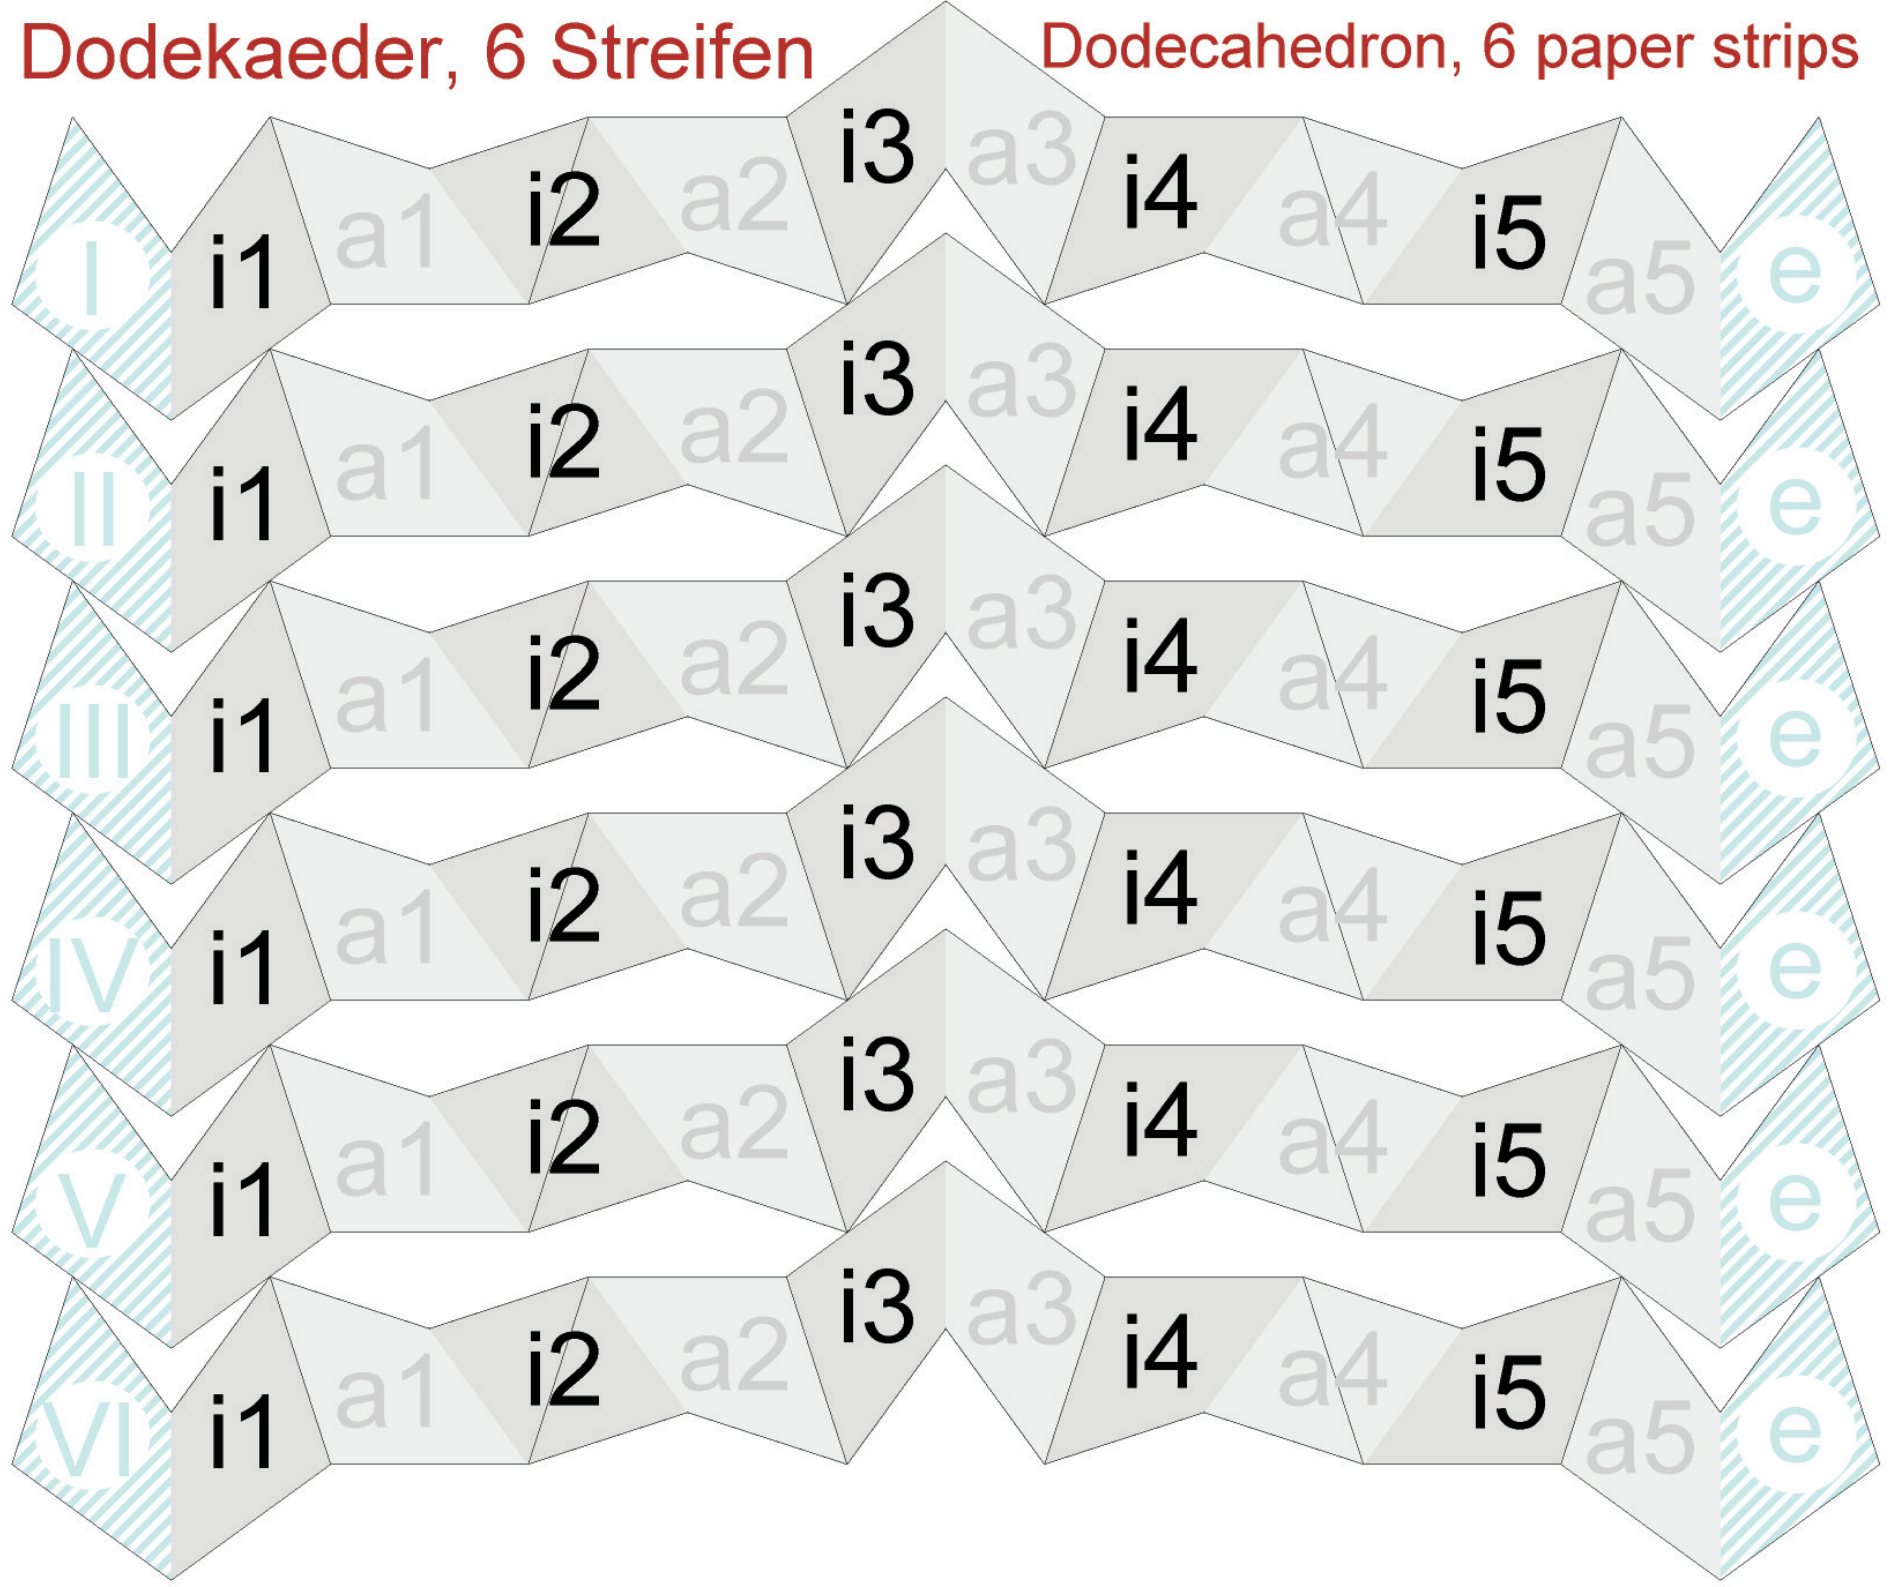 Dodekaeder, 6 Streifen
Dodecahedron, 6 paper strips
I i1 a1 i2 a2 i3 a3 i4 a4 i5 a5 e
II i1 a1 i2 a2 i3 a3 i4 a4 i5 a5 e
III i1 a1 i2 a2 i3 a3 i4 a4 i5 a5 e
IV i1 a1 i2 a2 i3 a3 i4 a4 i5 a5 e
V i1 a1 i2 a2 i3 a3 i4 a4 i5 a5 e
VI i1 a1 i2 a2 i3 a3 i4 a4 i5 a5 e